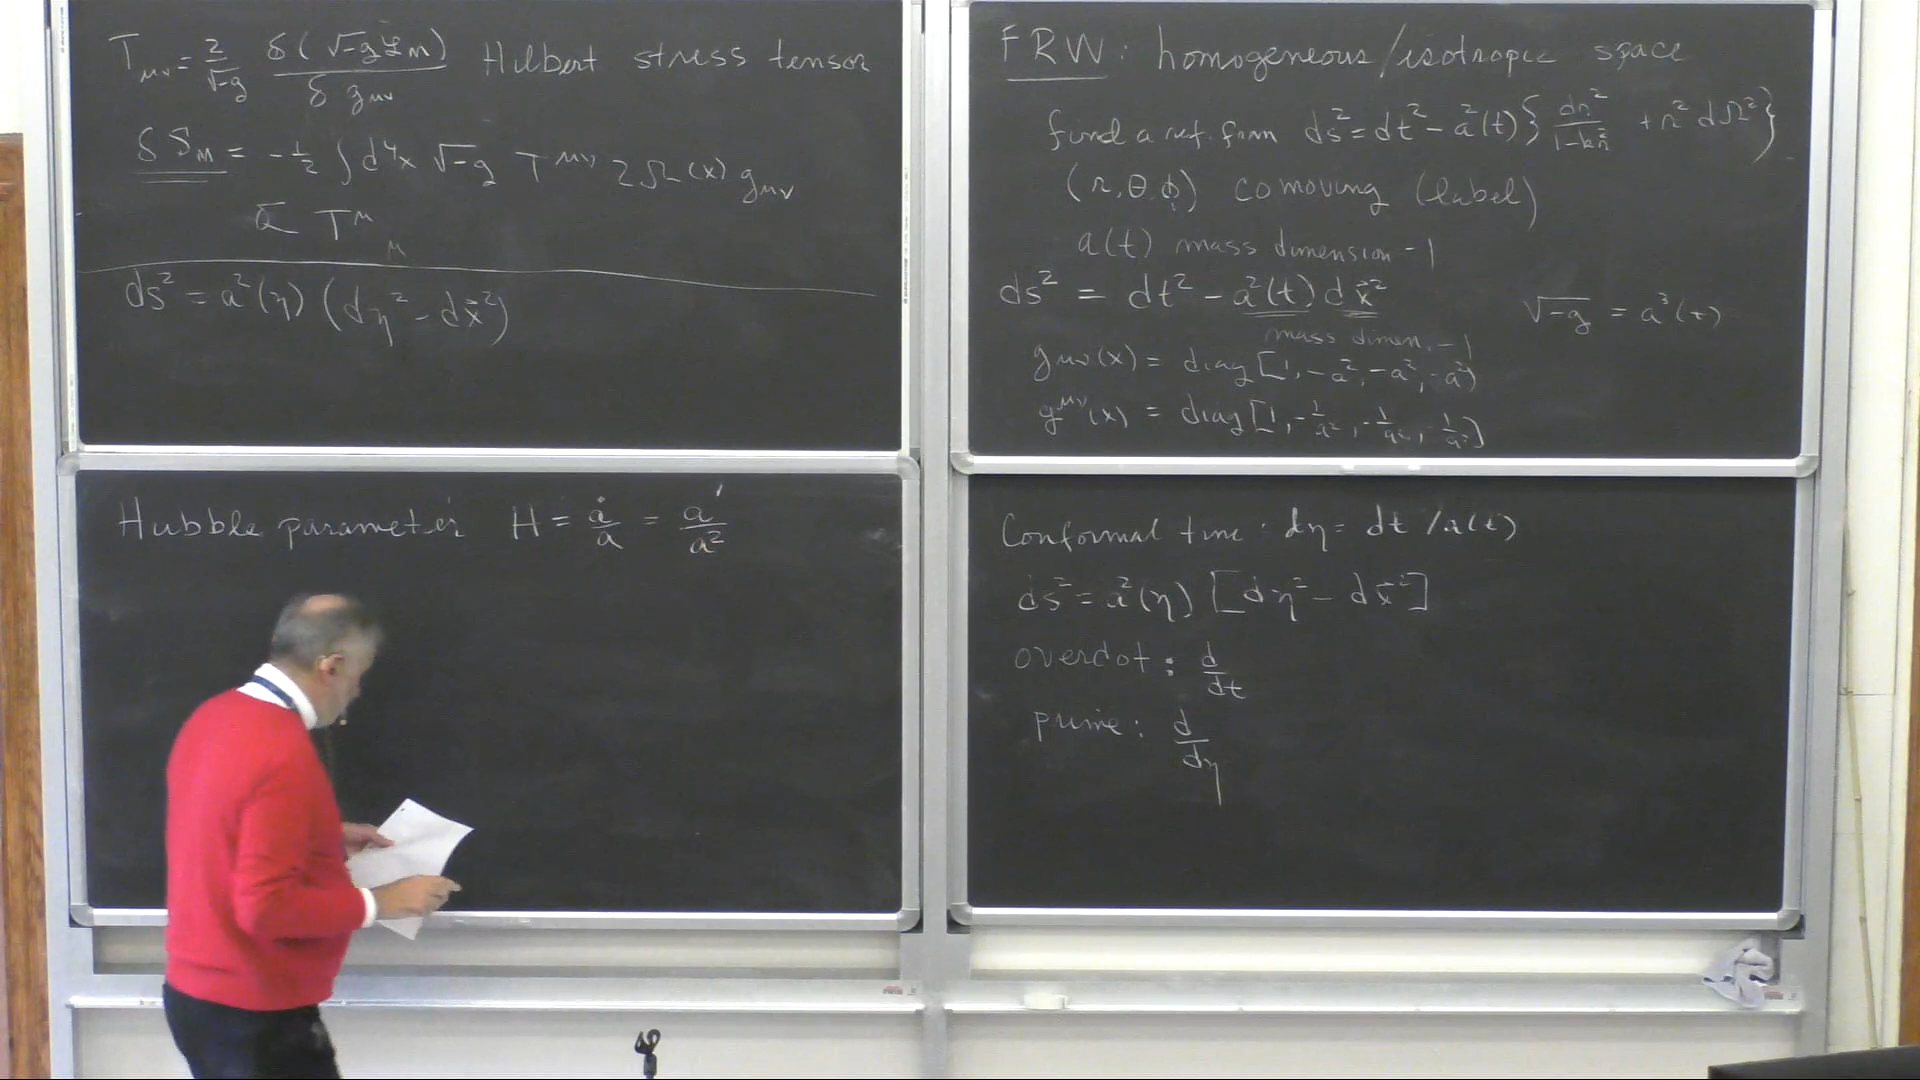 T_μν = 2/√-g δ(√-g ℒ_M)/δ g_μν Hilbert stress tensor
δS_M = -1/2 ∫ d⁴x √-g T^μν 2Ω(x) g_μν
T^μ_μ
ds² = a²(η) (dη² - dx⃗²)
Hubble parameter H = ȧ/a = a′/a²
FRW: homogeneous/isotropic space
find a ref. from ds² = dt² - a²(t) { dr²/1-kr² + r² dΩ² }
(r, θ, φ) comoving (label)
a(t) mass dimension -1
ds² = dt² - a²(t) dx⃗² √-g = a³(t)
mass dimen. -1
g_μν(x) = diag [1, -a², -a², -a²)
g^μν(x) = diag [1, -1/a², -1/a², -1/a²]
Conformal time: dη = dt /a(t)
ds² = a²(η) [dη² - dx⃗²]
overdot: d/dt
prime: d/dη